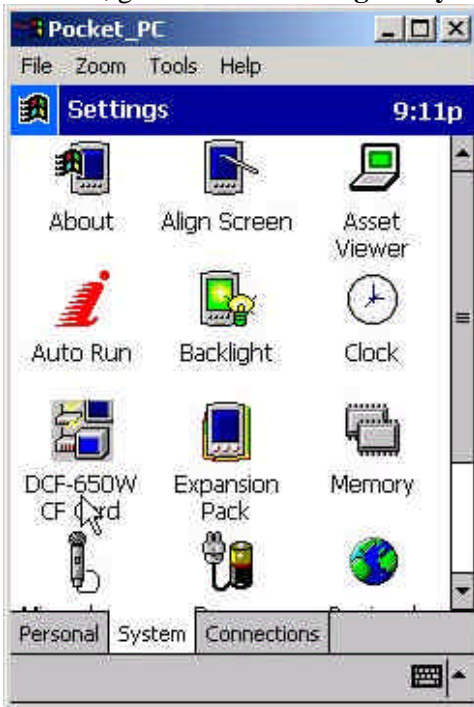 Pocket_PC
File Zoom Tools Help
Settings 9:11p
About Align Screen Asset
Viewer
Auto Run Backlight Clock
DCF-650W Expansion Memory
CF Pack
Personal System Connections